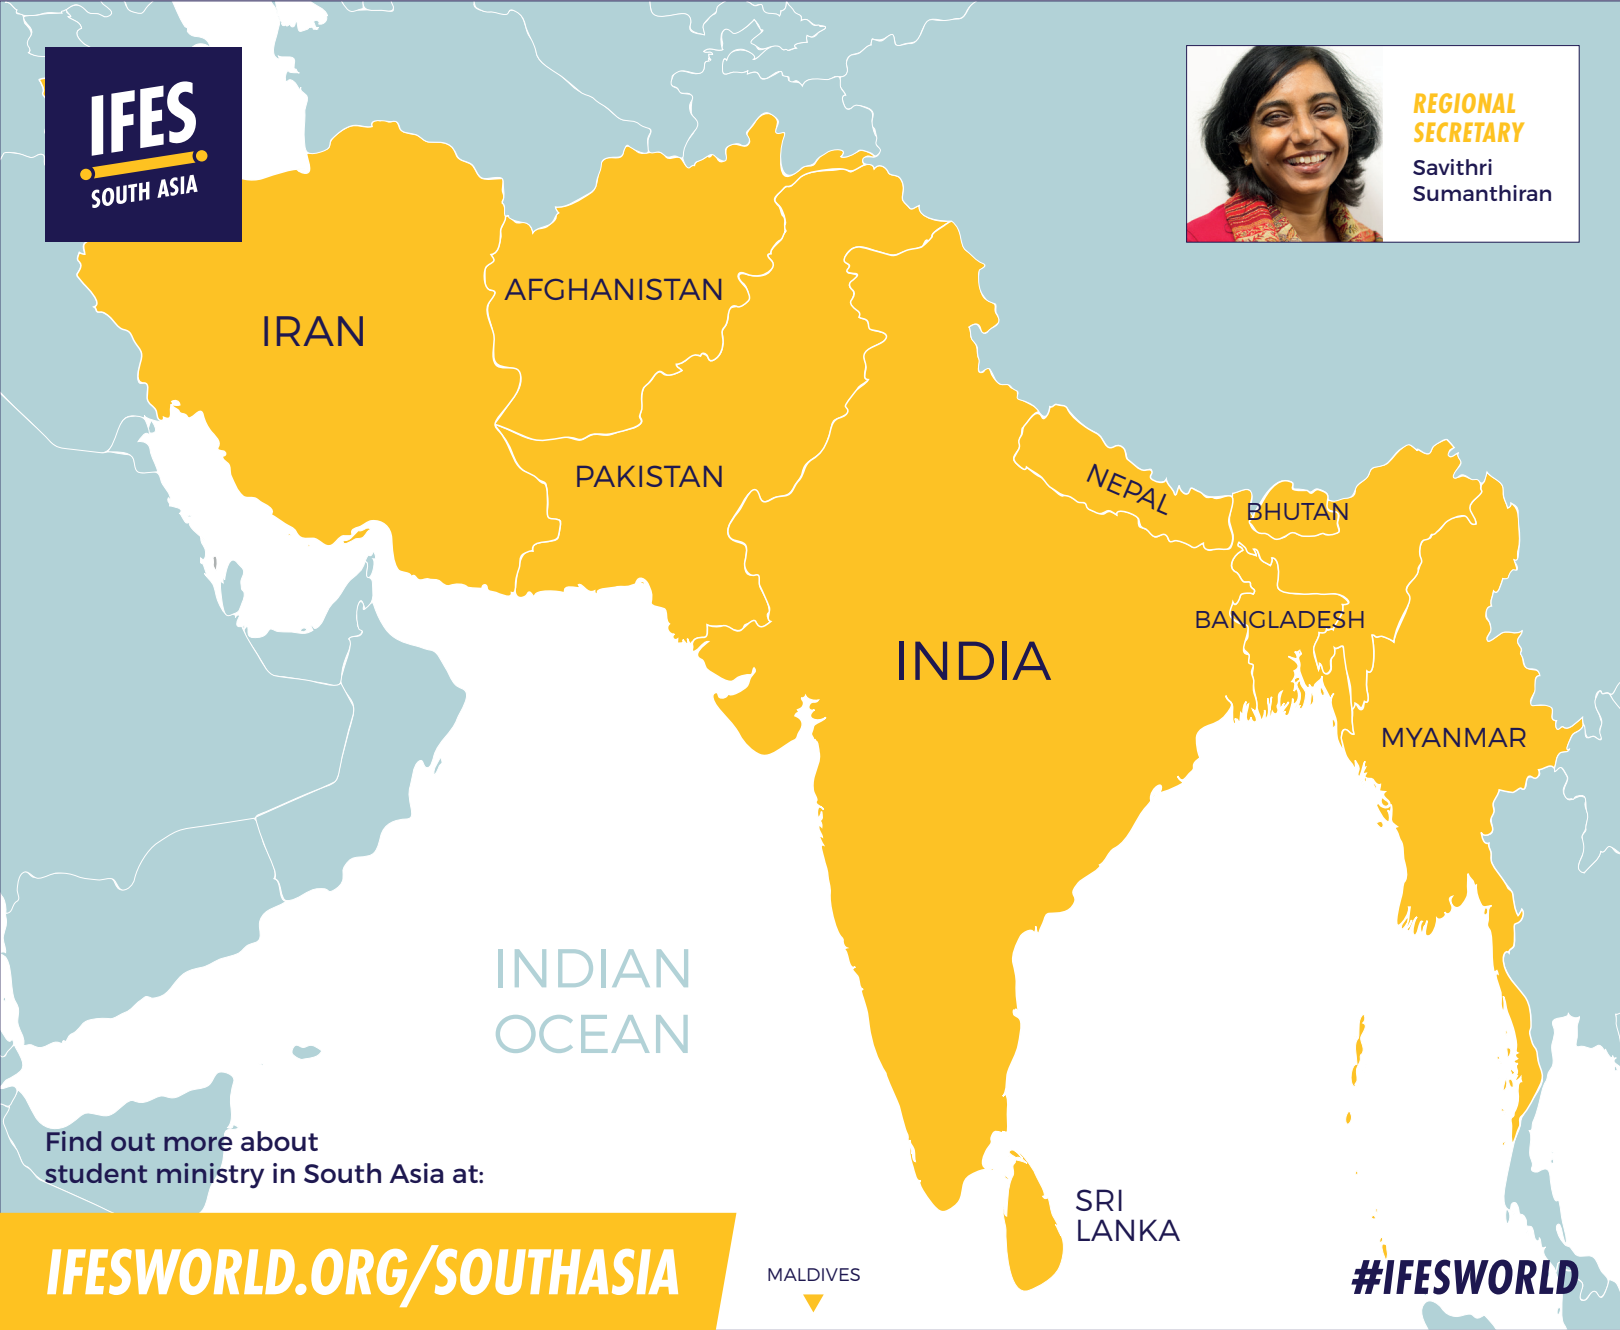 IFES
SOUTH ASIA
REGIONAL
SECRETARY
Savithri
Sumanthiran
AFGHANISTAN
IRAN
PAKISTAN
NEPAL
BHUTAN
BANGLADESH
INDIA
MYANMAR
INDIAN
OCEAN
Find out more about
student ministry in South Asia at:
SRI
LANKA
IFESWORLD.ORG/SOUTHASIA
MALDIVES
#IFESWORLD